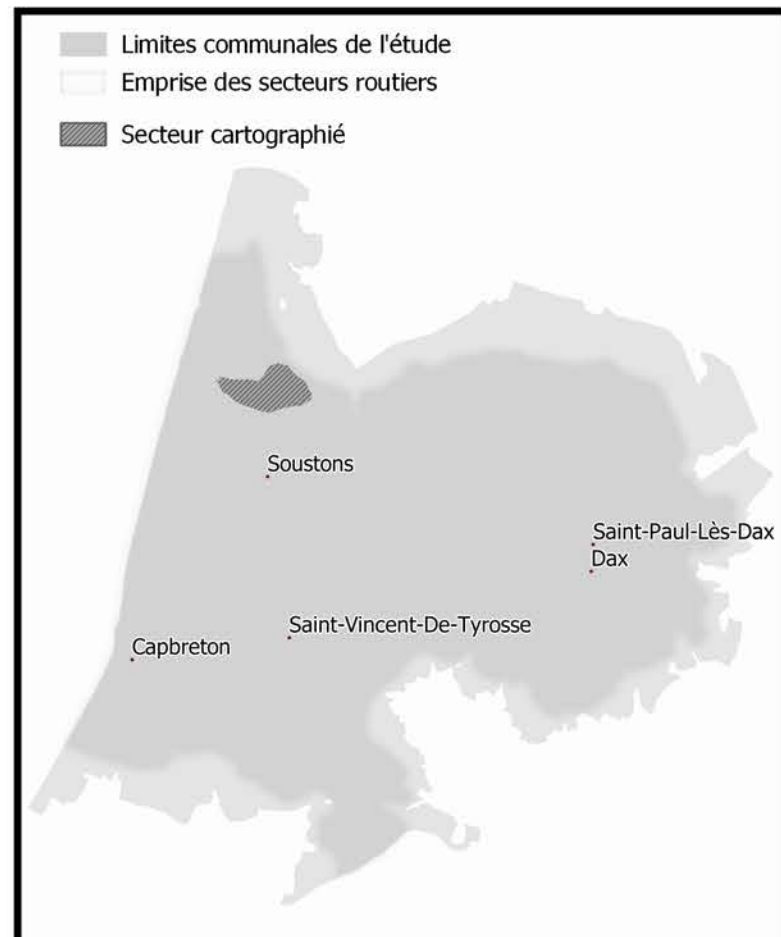 Limites communales de l'étude
Emprise des secteurs routiers
Secteur cartographié
Soustons
Saint-Paul-Lès-Dax
Dax
Saint-Vincent-De-Tyrosse
Capbreton